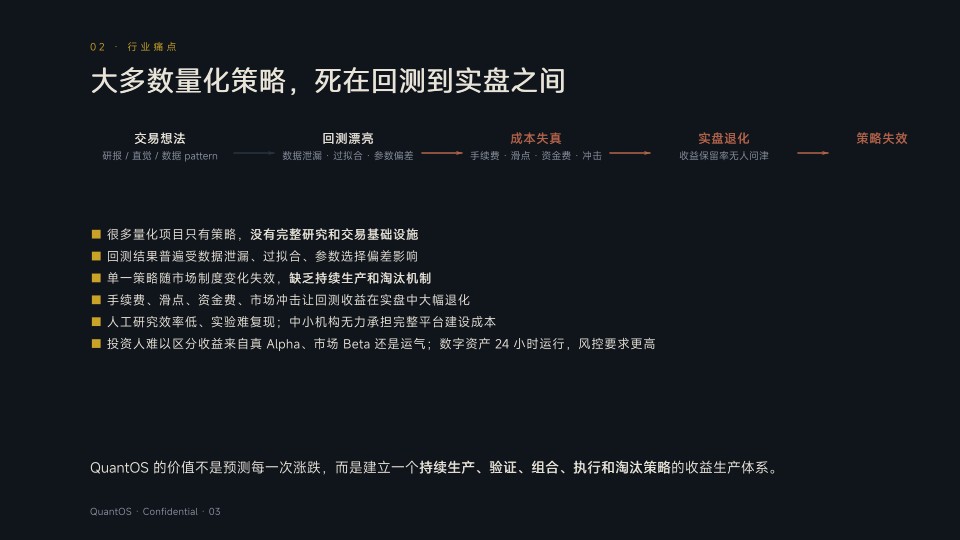 02 · 行业痛点
大多数量化策略，死在回测到实盘之间
交易想法
研报 / 直觉 / 数据 pattern
回测漂亮
数据泄漏 · 过拟合 · 参数偏差
成本失真
手续费 · 滑点 · 资金费 · 冲击
实盘退化
收益保留率无人问津
策略失效
很多量化项目只有策略，没有完整研究和交易基础设施
回测结果普遍受数据泄漏、过拟合、参数选择偏差影响
单一策略随市场制度变化失效，缺乏持续生产和淘汰机制
手续费、滑点、资金费、市场冲击让回测收益在实盘中大幅退化
人工研究效率低、实验难复现；中小机构无力承担完整平台建设成本
投资人难以区分收益来自真 Alpha、市场 Beta 还是运气；数字资产 24 小时运行，风控要求更高
QuantOS 的价值不是预测每一次涨跌，而是建立一个持续生产、验证、组合、执行和淘汰策略的收益生产体系。
QuantOS · Confidential · 03